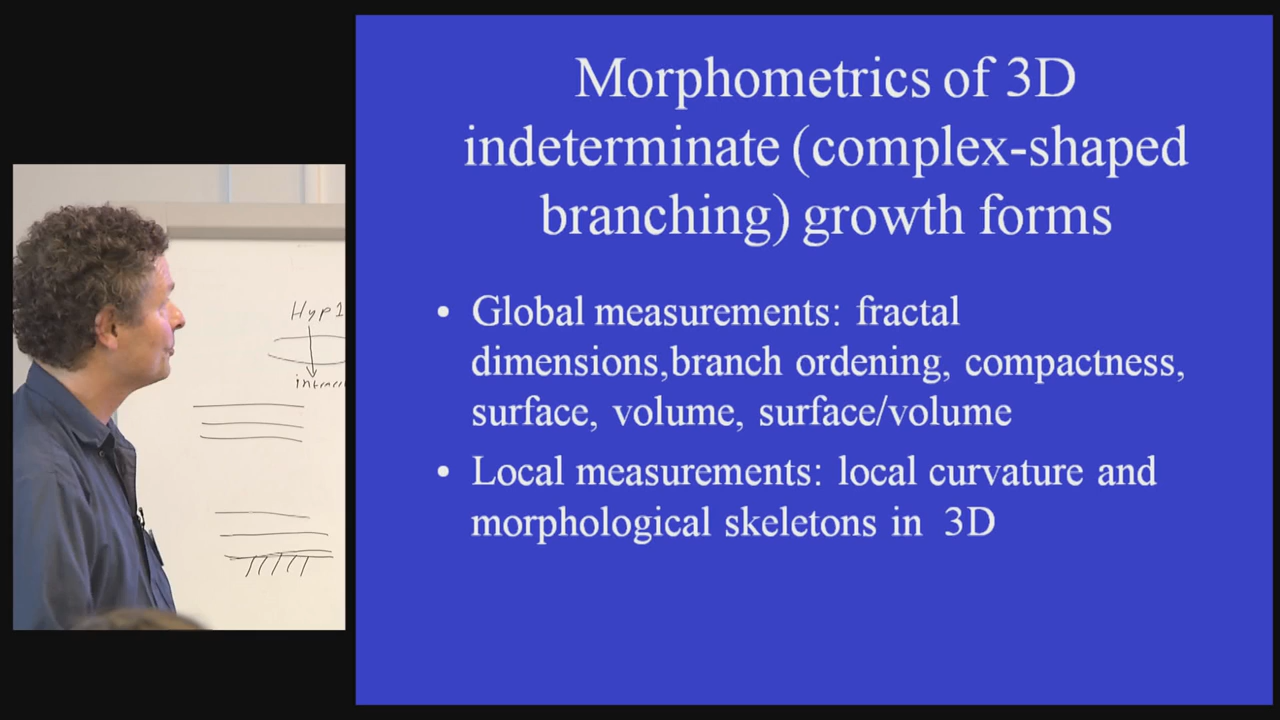 Morphometrics of 3D
indeterminate (complex-shaped
branching) growth forms
• Global measurements: fractal
dimensions,branch ordening, compactness,
surface, volume, surface/volume
• Local measurements: local curvature and
morphological skeletons in 3D
Hyp1